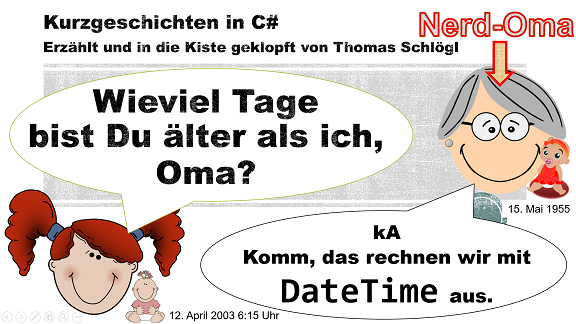 Kurzgeschichten in C#
Erzählt und in die Kiste geklopft von Thomas Schlögl
Nerd-Oma
Wieviel Tage
bist Du älter als ich,
Oma?
15. Mai 1955
kA
Komm, das rechnen wir mit
DateTime aus.
12. April 2003 6:15 Uhr